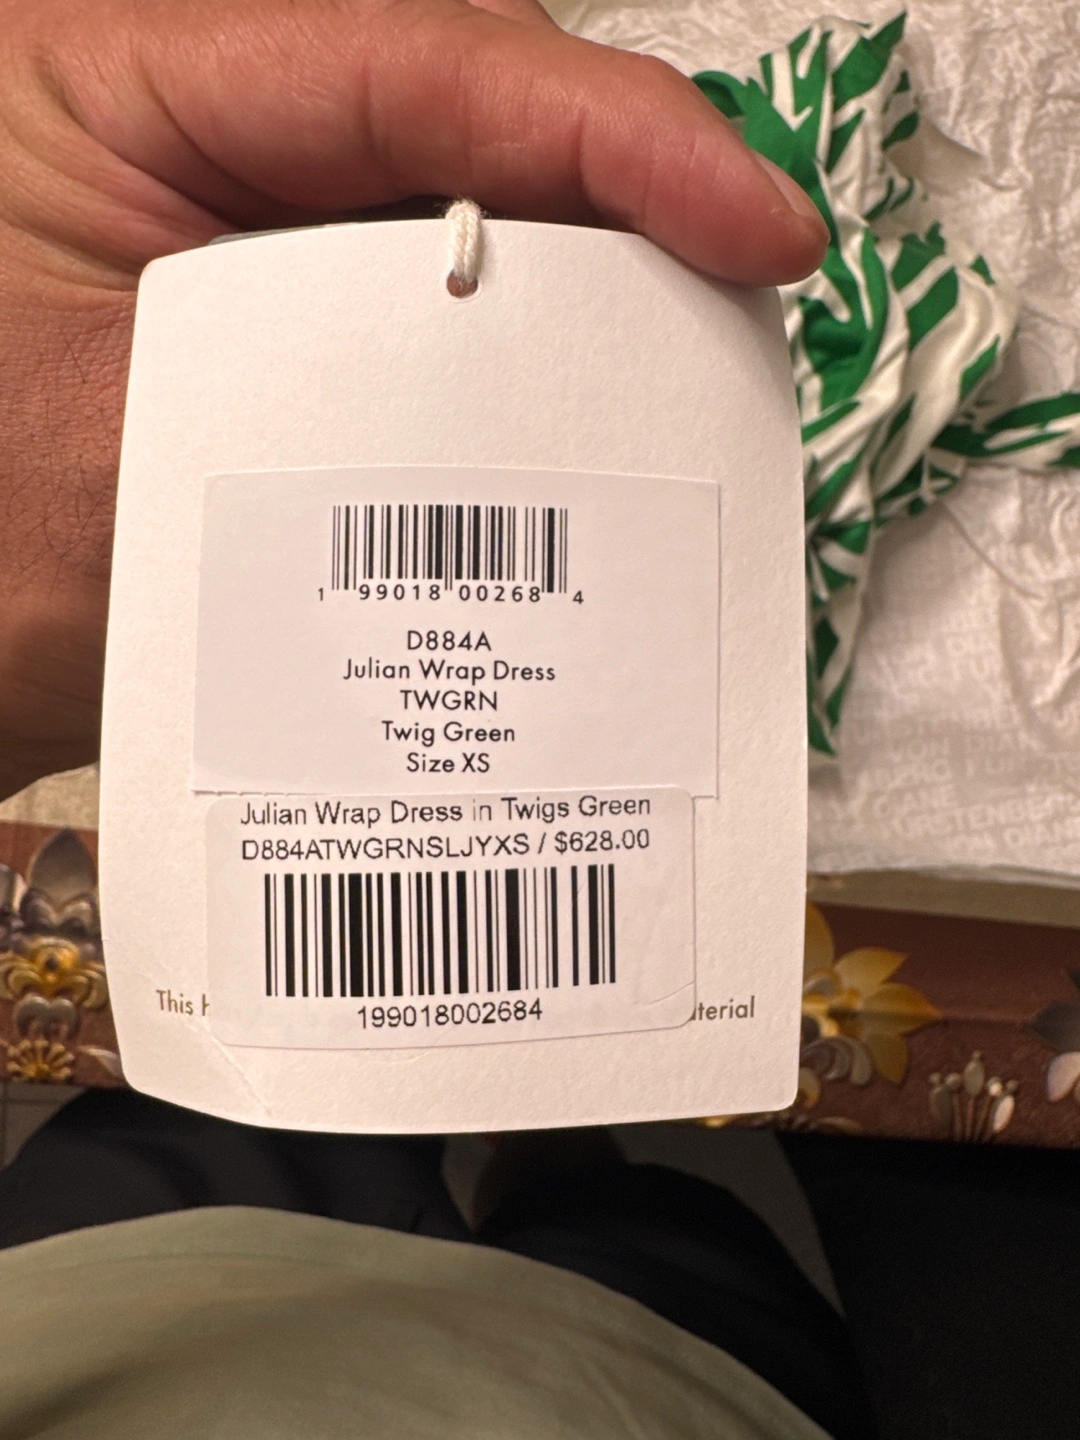 1 99018 00268 4
D884A
Julian Wrap Dress
TWGRN
Twig Green
Size XS
Julian Wrap Dress in Twigs Green
D884ATWGRNSLJYXS / $628.00
199018002684
This